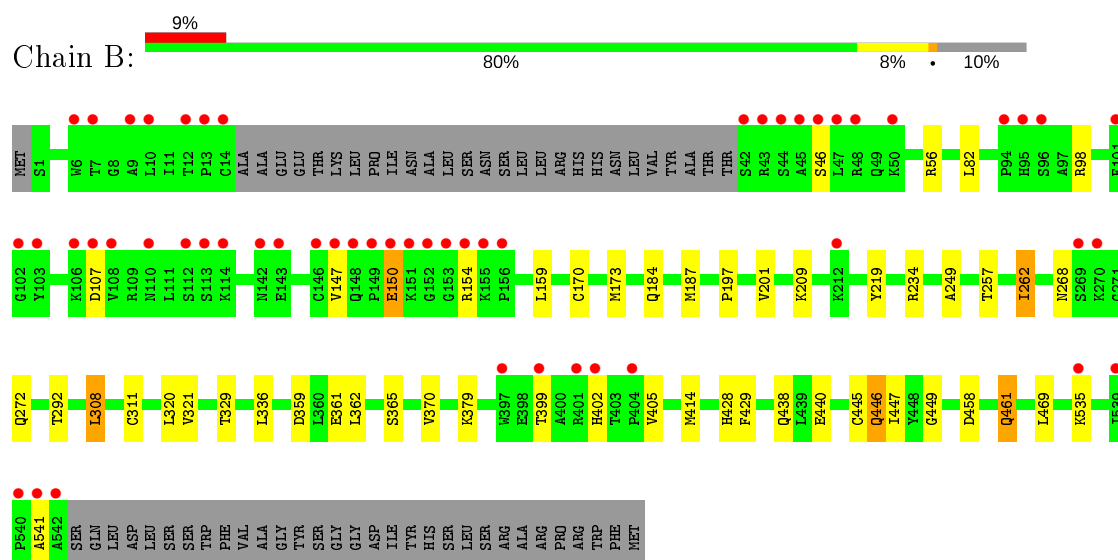 9%
Chain B:
80% 8% • 10%
MET S1 W6 T7 G8 A9 L10 I11 T12 P13 C14 ALA ALA GLU GLU THR LYS LEU PRO ILE ASN ALA LEU SER ASN SER LEU LEU ARG HIS HIS ASN LEU VAL TYR ALA THR THR S42 R43 S44 A45 S46 L47 R48 Q49 K50 R56 L82 P94 H95 S96 A97 R98
G102 Y103 K106 D107 V108 R109 N110 L111 S112 S113 K114 N142 E143 C146 V147 Q148 P149 E150 K151 G152 G153 R154 K155 P156 L159 C170 M173 Q184 M187 P197 V201 K209 K212 Y219 R234 A249 T257 I262 N268 S269 K270
Q272 T292 L308 C311 L320 V321 T329 L336 D359 L360 E361 L362 S365 V370 K379 W397 E398 T399 A400 R401 H402 T403 P404 V405 M414 H428 F429 Q438 L439 E440 C445 Q446 I447 Y448 G449 D458 Q461 L469 K535
P540 A541 A542 SER GLN LEU ASP LEU SER SER TRP PHE VAL ALA GLY TYR SER GLY GLY ASP ILE TYR HIS SER LEU SER ARG ALA ARG PRO ARG TRP PHE MET